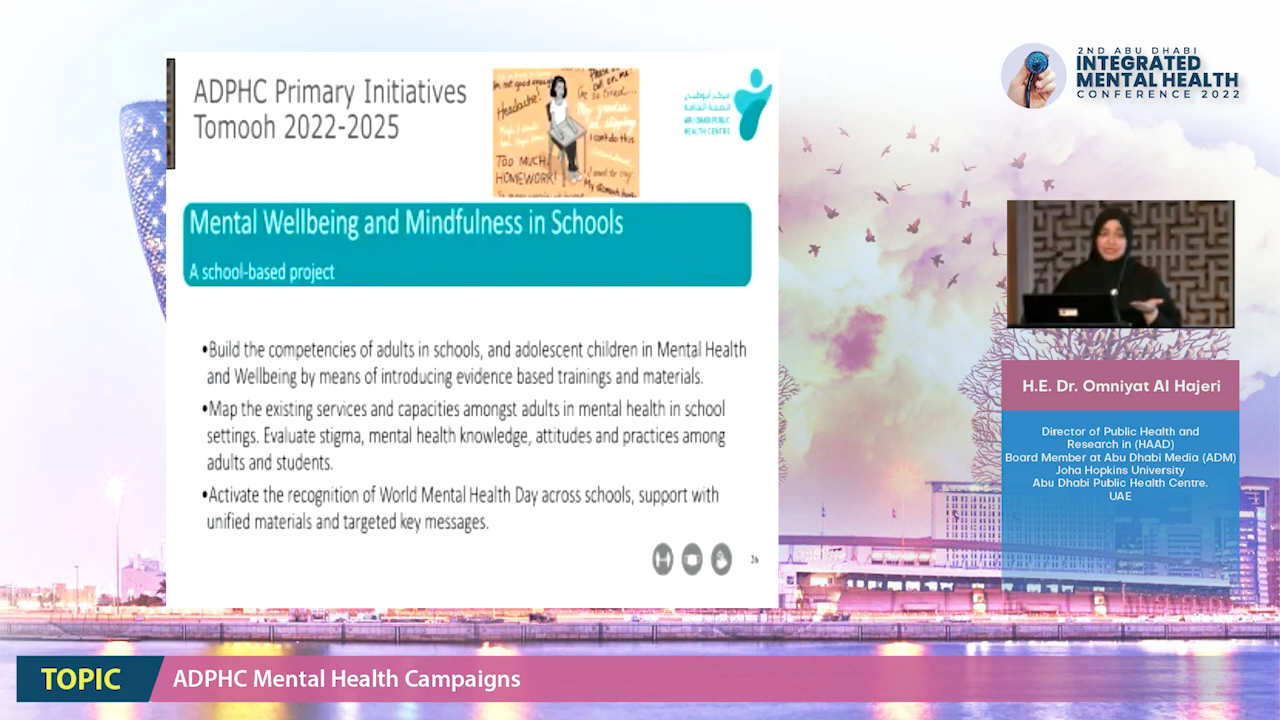 ADPHC Primary Initiatives
Tomooh 2022-2025
Headache!
I can't do this
TOO MUCH
HOMEWORK!
مركز أبوظبي
للصحة العامة
ABU DHABI PUBLIC
HEALTH CENTRE
Mental Wellbeing and Mindfulness in Schools
A school-based project
•Build the competencies of adults in schools, and adolescent children in Mental Health
and Wellbeing by means of introducing evidence based trainings and materials.
•Map the existing services and capacities amongst adults in mental health in school
settings. Evaluate stigma, mental health knowledge, attitudes and practices among
adults and students.
•Activate the recognition of World Mental Health Day across schools, support with
unified materials and targeted key messages.
2ND ABU DHABI
INTEGRATED
MENTAL HEALTH
CONFERENCE 2022
H.E. Dr. Omniyat Al Hajeri
Director of Public Health and
Research in (HAAD)
Board Member at Abu Dhabi Media (ADM)
Joha Hopkins University
Abu Dhabi Public Health Centre.
UAE
TOPIC
ADPHC Mental Health Campaigns